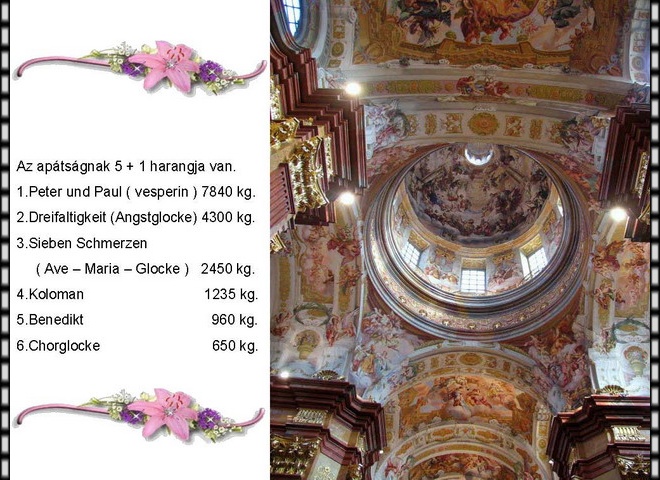 Az apátságnak 5 + 1 harangja van.
1.Peter und Paul ( vesperin ) 7840 kg.
2.Dreifaltigkeit (Angstglocke) 4300 kg.
3.Sieben Schmerzen
( Ave – Maria – Glocke ) 2450 kg.
4.Koloman 1235 kg.
5.Benedikt 960 kg.
6.Chorglocke 650 kg.